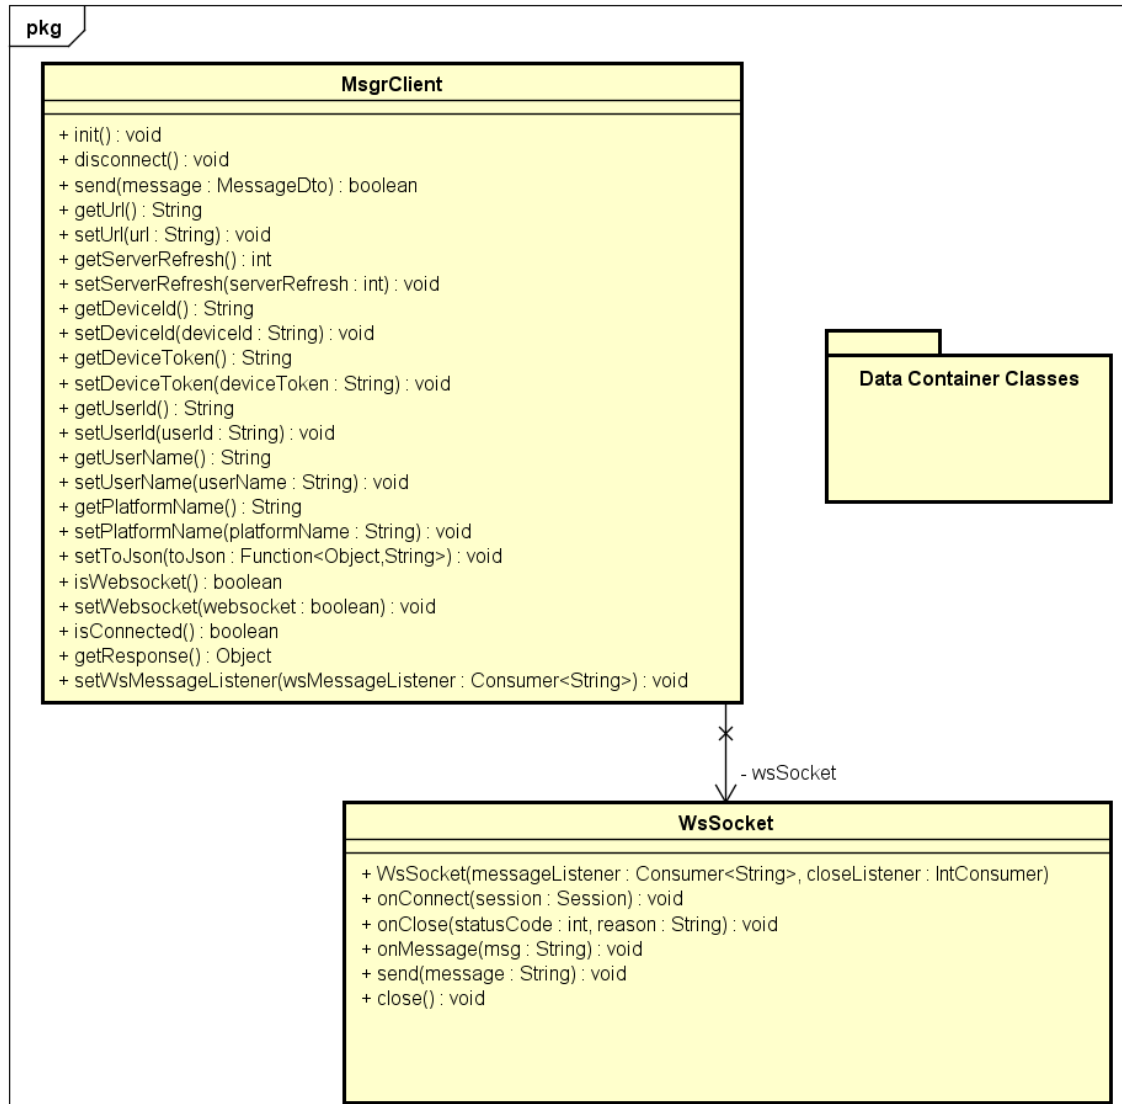 pkg
MsgrClient
+ init() : void
+ disconnect() : void
+ send(message : MessageDto) : boolean
+ getUrl() : String
+ setUrl(url : String) : void
+ getServerRefresh() : int
+ setServerRefresh(serverRefresh : int) : void
+ getDeviceId() : String
+ setDeviceId(deviceId : String) : void
+ getDeviceToken() : String
+ setDeviceToken(deviceToken : String) : void
+ getUserId() : String
+ setUserId(userId : String) : void
+ getUserName() : String
+ setUserName(userName : String) : void
+ getPlatformName() : String
+ setPlatformName(platformName : String) : void
+ setToJson(toJson : Function<Object,String>) : void
+ isWebsocket() : boolean
+ setWebsocket(websocket : boolean) : void
+ isConnected() : boolean
+ getResponse() : Object
+ setWsMessageListener(wsMessageListener : Consumer<String>) : void
Data Container Classes
- wsSocket
WsSocket
+ WsSocket(messageListener : Consumer<String>, closeListener : IntConsumer)
+ onConnect(session : Session) : void
+ onClose(statusCode : int, reason : String) : void
+ onMessage(msg : String) : void
+ send(message : String) : void
+ close() : void